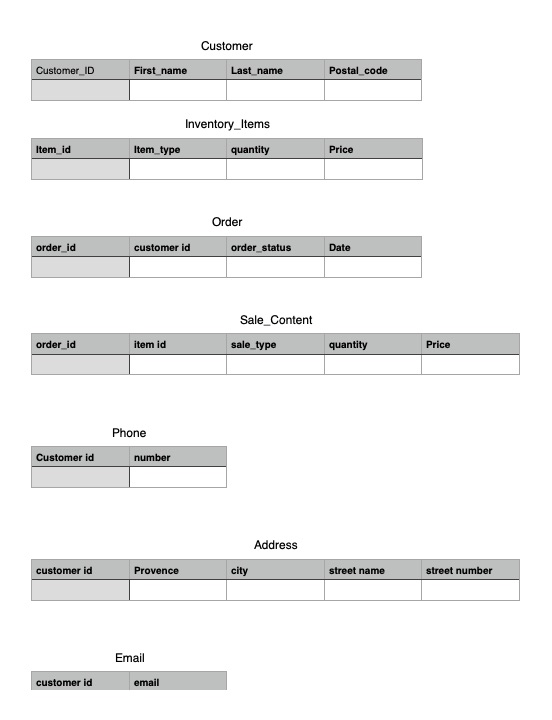 Customer
Customer_ID First_name Last_name Postal_code
Inventory_Items
Item_id Item_type quantity Price
Order
order_id customer id order_status Date
Sale_Content
order_id item id sale_type quantity Price
Phone
Customer id number
Address
customer id Provence city street name street number
Email
customer id email